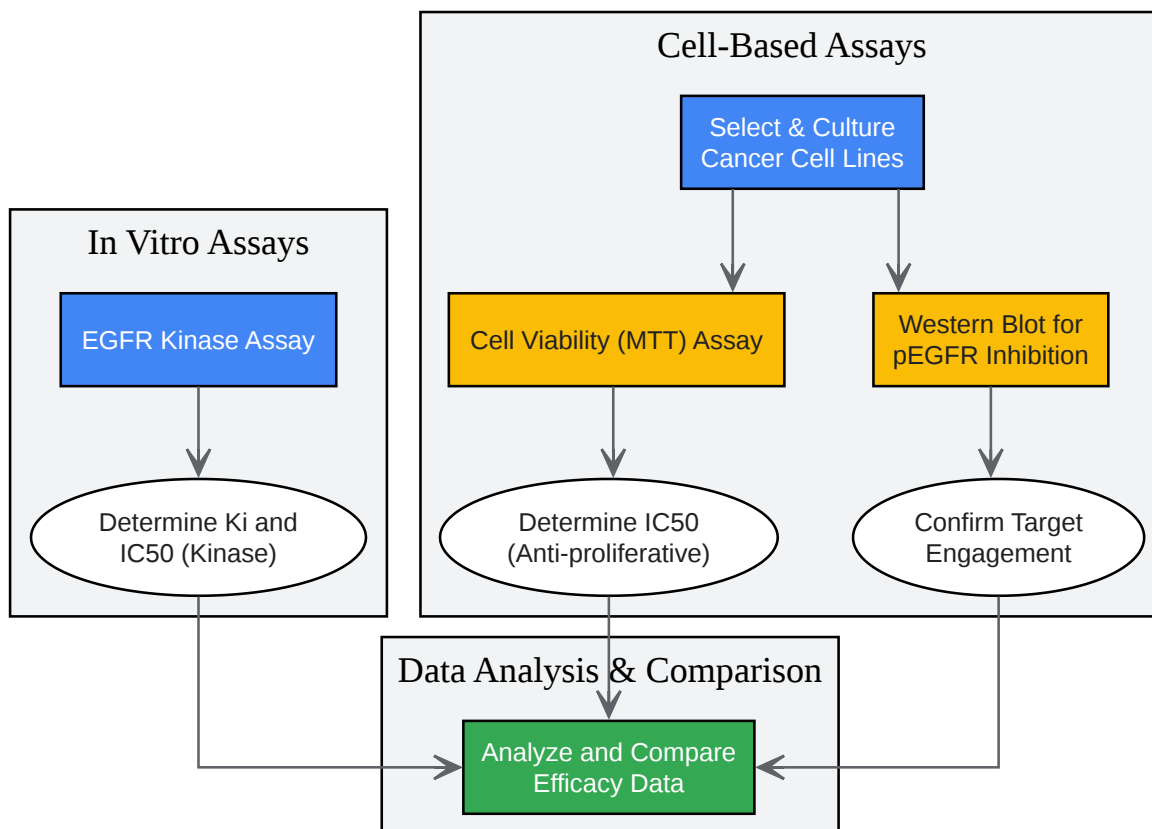 Cell-Based Assays
Select & Culture
Cancer Cell Lines
In Vitro Assays
EGFR Kinase Assay
Cell Viability (MTT) Assay
Western Blot for
pEGFR Inhibition
Determine Ki and
IC50 (Kinase)
Determine IC50
(Anti-proliferative)
Confirm Target
Engagement
Data Analysis & Comparison
Analyze and Compare
Efficacy Data